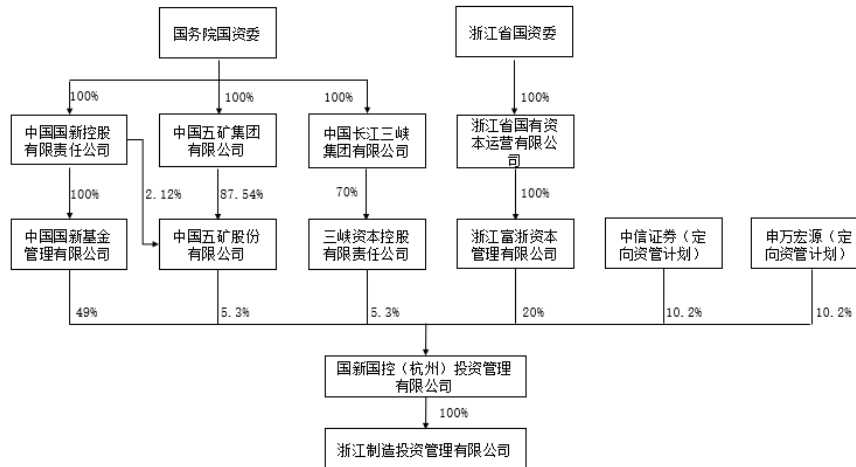 国务院国资委
浙江省国资委
100%
100%
100%
100%
中国国新控股
有限责任公司
中国五矿集团
有限公司
中国长江三峡
集团有限公司
浙江省国有资
本运营有限公
司
100%
2.12%
87.54%
70%
100%
中国国新基金
管理有限公司
中国五矿股份
有限公司
三峡资本控股
有限责任公司
浙江富浙资本
管理有限公司
中信证券（定
向资管计划）
申万宏源（定
向资管计划）
49%
5.3%
5.3%
20%
10.2%
10.2%
国新国控（杭州）投资管理
有限公司
100%
浙江制造投资管理有限公司